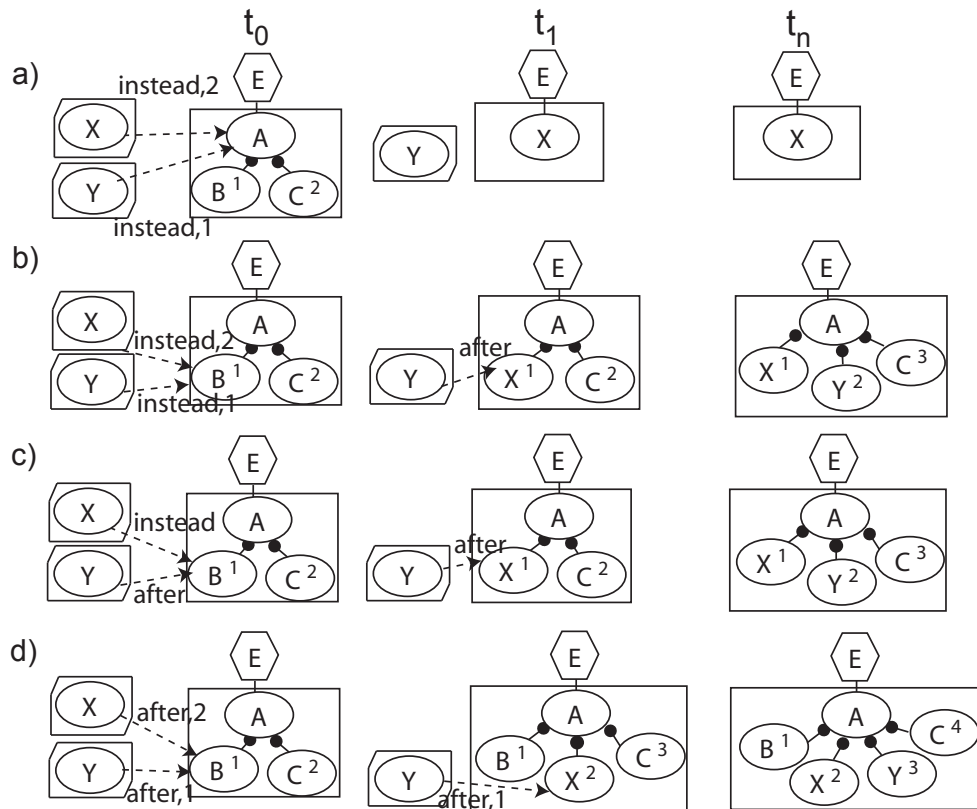 t0 t1 tn
a)
E E E
instead,2
X A X X
Y B 1 C 2 Y
instead,1
b)
E E E
X A A A
instead,2 after
Y B 1 C 2 Y X 1 C 2 X 1 Y 2 C 3
instead,1
c)
E E E
X A A A
instead after
Y B 1 C 2 Y X 1 C 2 X 1 Y 2 C 3
after
d)
E E E
X A A A
after,2
Y B 1 C 2 B 1 X 2 C 3 B 1 X 2 Y 3 C 4
after,1 Y after,1